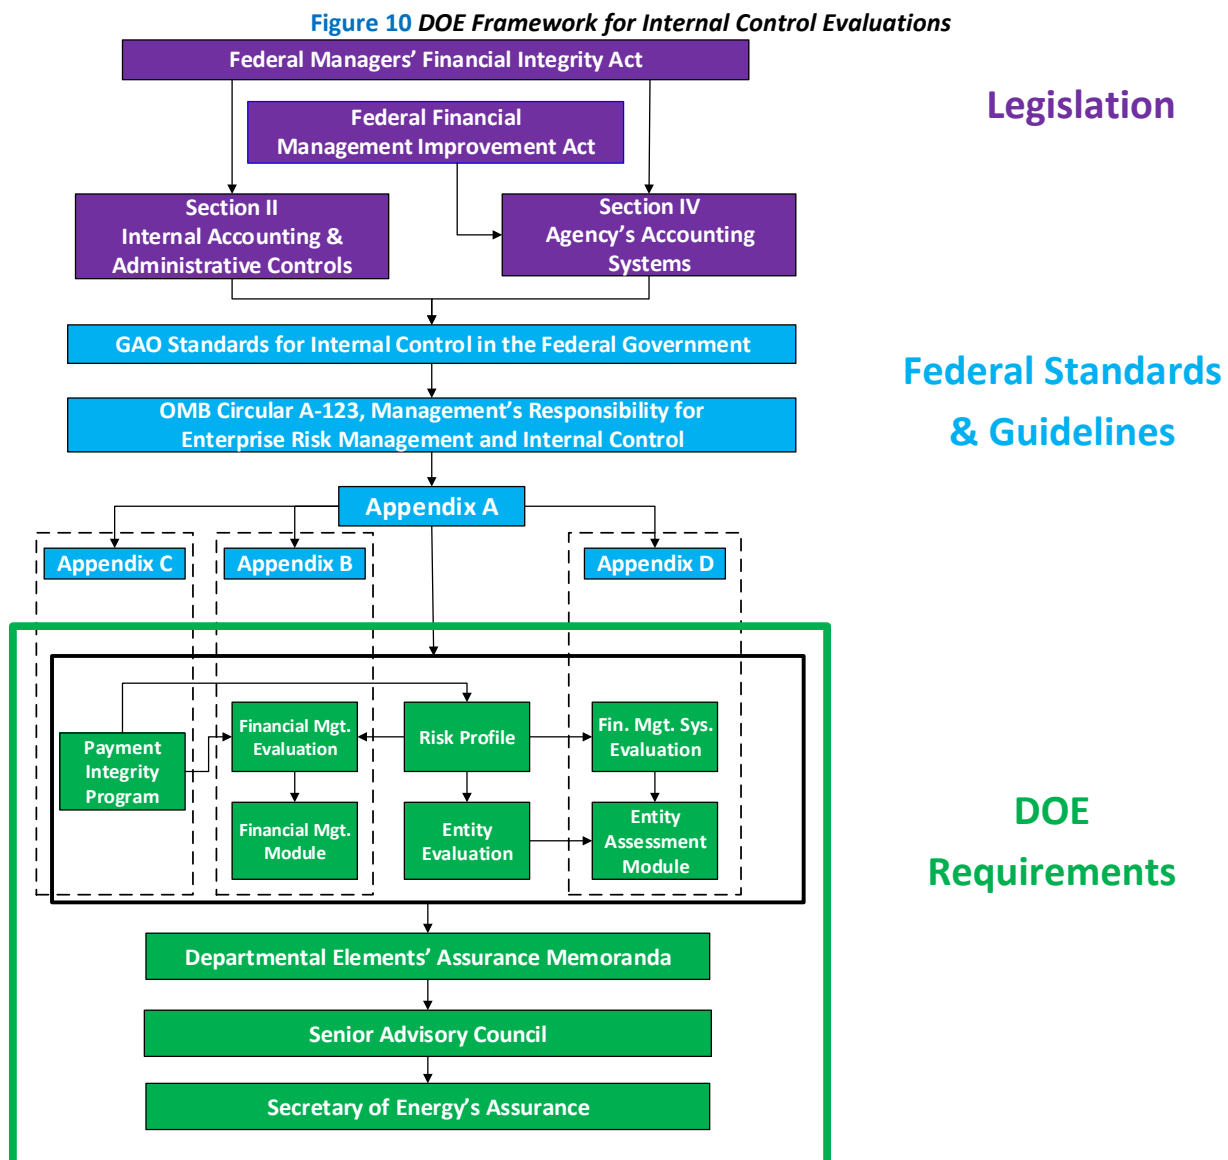 Figure 10 DOE Framework for Internal Control Evaluations
Federal Managers’ Financial Integrity Act
Legislation
Federal Financial
Management Improvement Act
Section II
Internal Accounting &
Administrative Controls
Section IV
Agency’s Accounting
Systems
GAO Standards for Internal Control in the Federal Government
Federal Standards
& Guidelines
OMB Circular A-123, Management’s Responsibility for
Enterprise Risk Management and Internal Control
Appendix A
Appendix C
Appendix B
Appendix D
Payment
Integrity
Program
Financial Mgt.
Evaluation
Risk Profile
Fin. Mgt. Sys.
Evaluation
Financial Mgt.
Module
Entity
Evaluation
Entity
Assessment
Module
DOE
Requirements
Departmental Elements’ Assurance Memoranda
Senior Advisory Council
Secretary of Energy’s Assurance